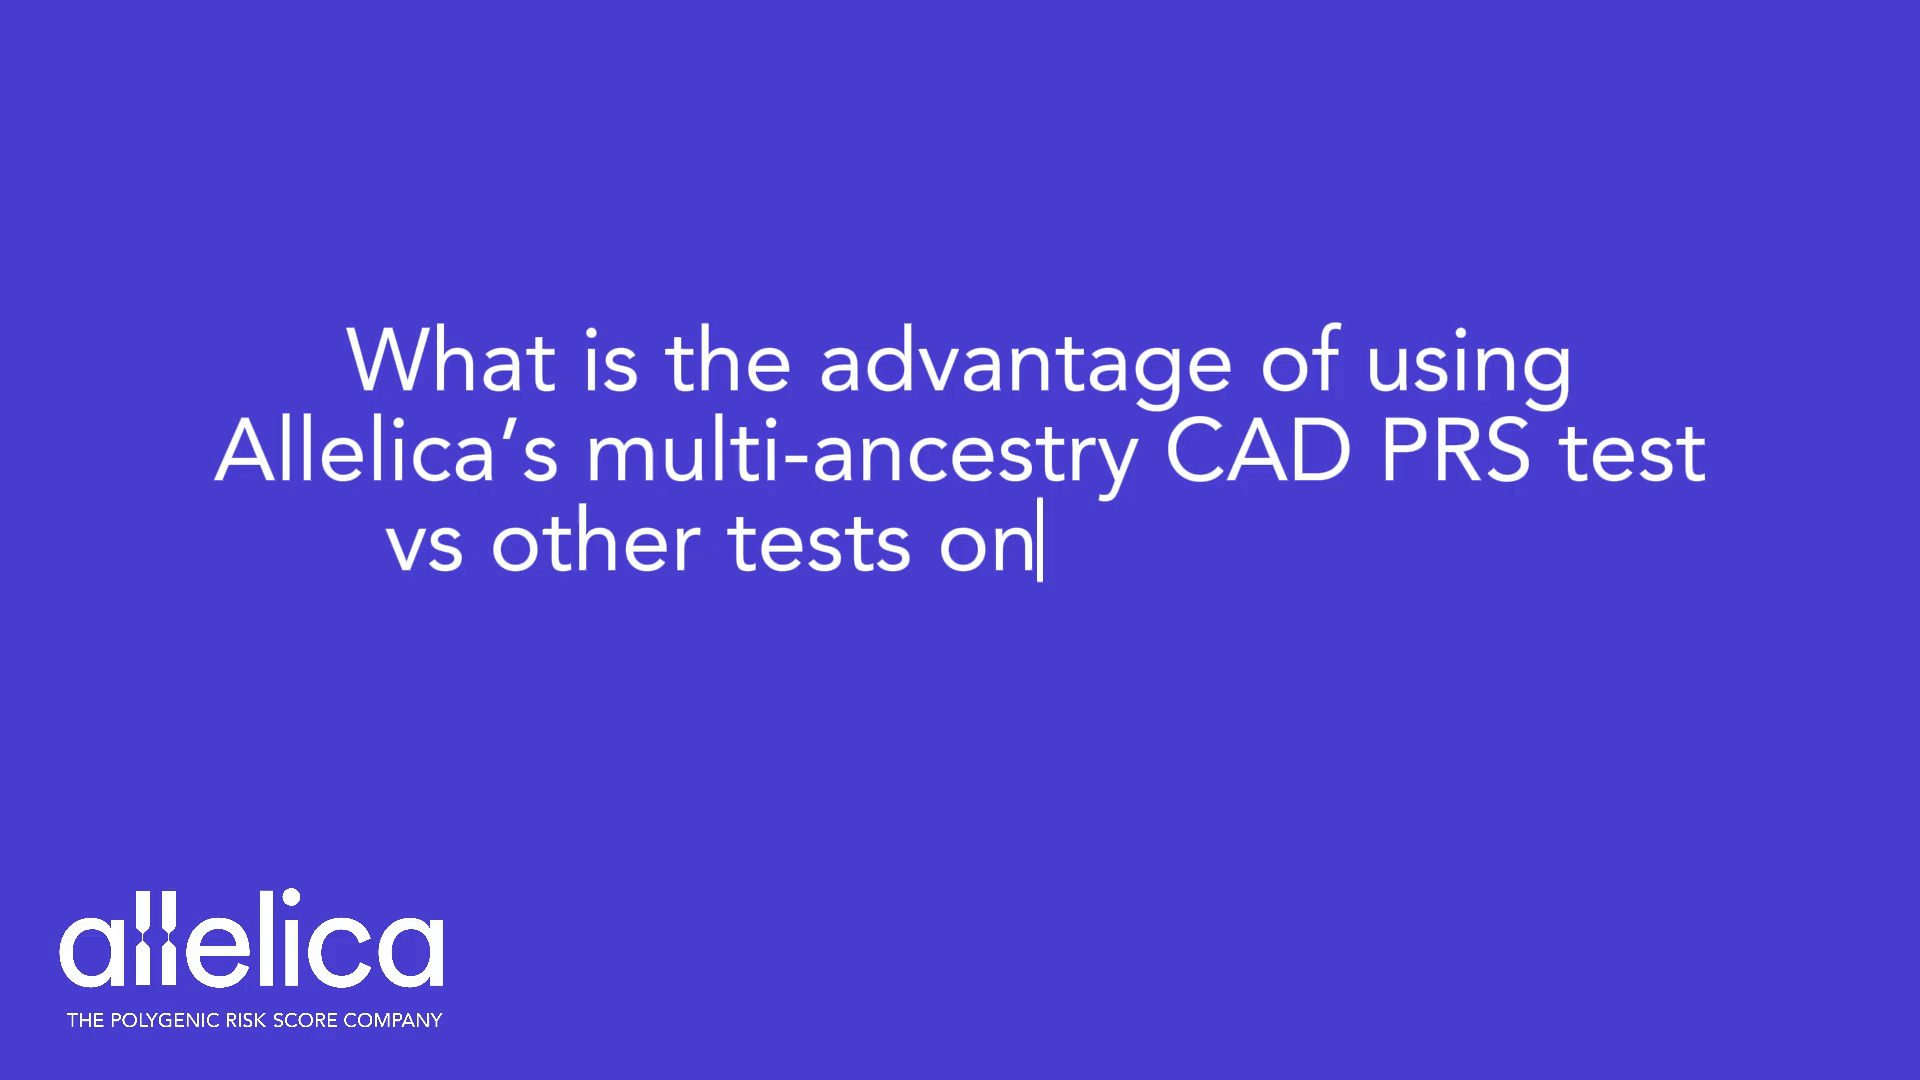 What is the advantage of using
Allelica’s multi-ancestry CAD PRS test
vs other tests on
allelica
THE POLYGENIC RISK SCORE COMPANY